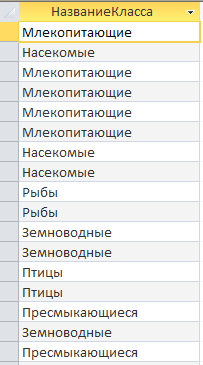 НазваниеКласса
Млекопитающие
Насекомые
Млекопитающие
Млекопитающие
Млекопитающие
Млекопитающие
Насекомые
Насекомые
Рыбы
Рыбы
Земноводные
Земноводные
Птицы
Птицы
Пресмыкающиеся
Земноводные
Пресмыкающиеся